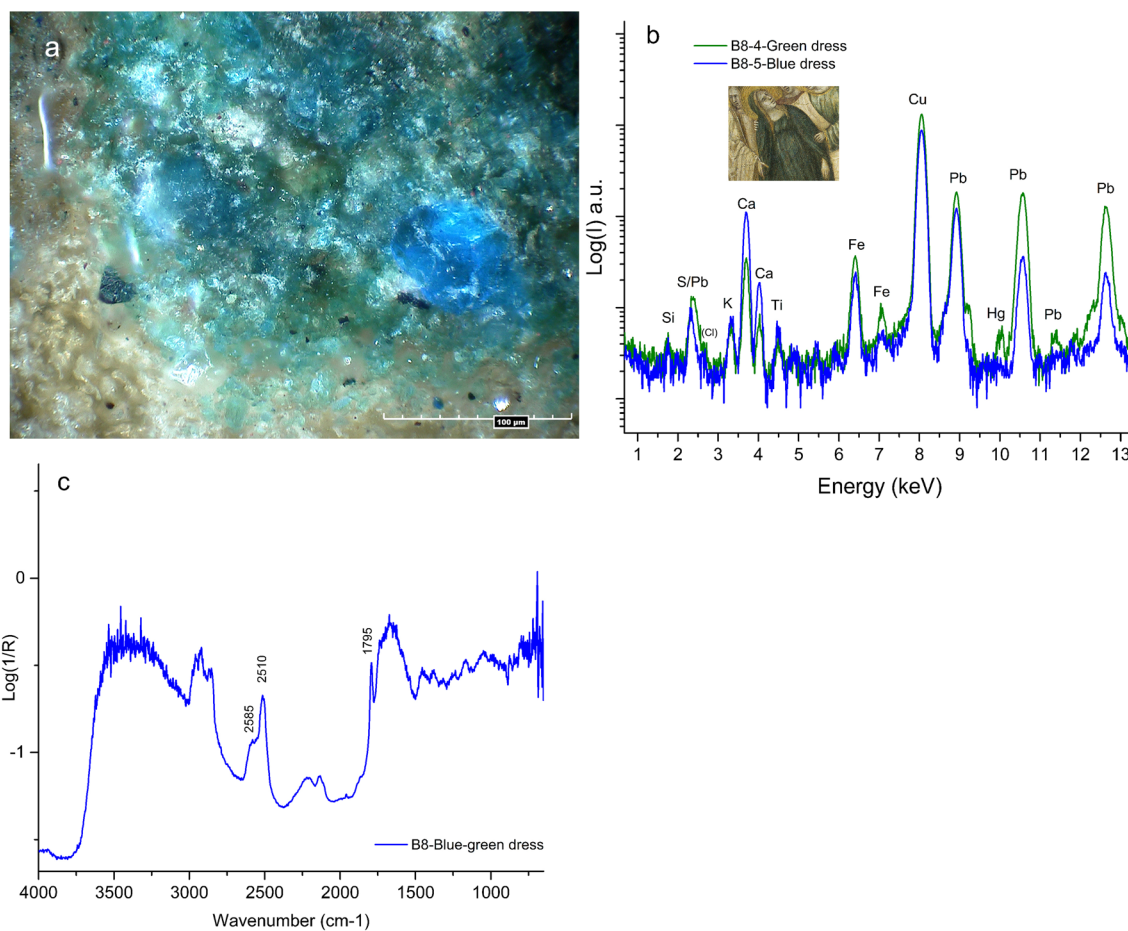 a
100 µm
b
B8-4-Green dress
B8-5-Blue dress
Cu
Pb
Pb
Pb
Ca
Fe
S/Pb
Ca
K
Ti
Fe
Si
(Cl)
Hg
Pb
Log(I) a.u.
1 2 3 4 5 6 7 8 9 10 11 12 13
Energy (keV)
c
0
-1
Log(1/R)
2585
2510
1795
B8-Blue-green dress
4000 3500 3000 2500 2000 1500 1000
Wavenumber (cm-1)